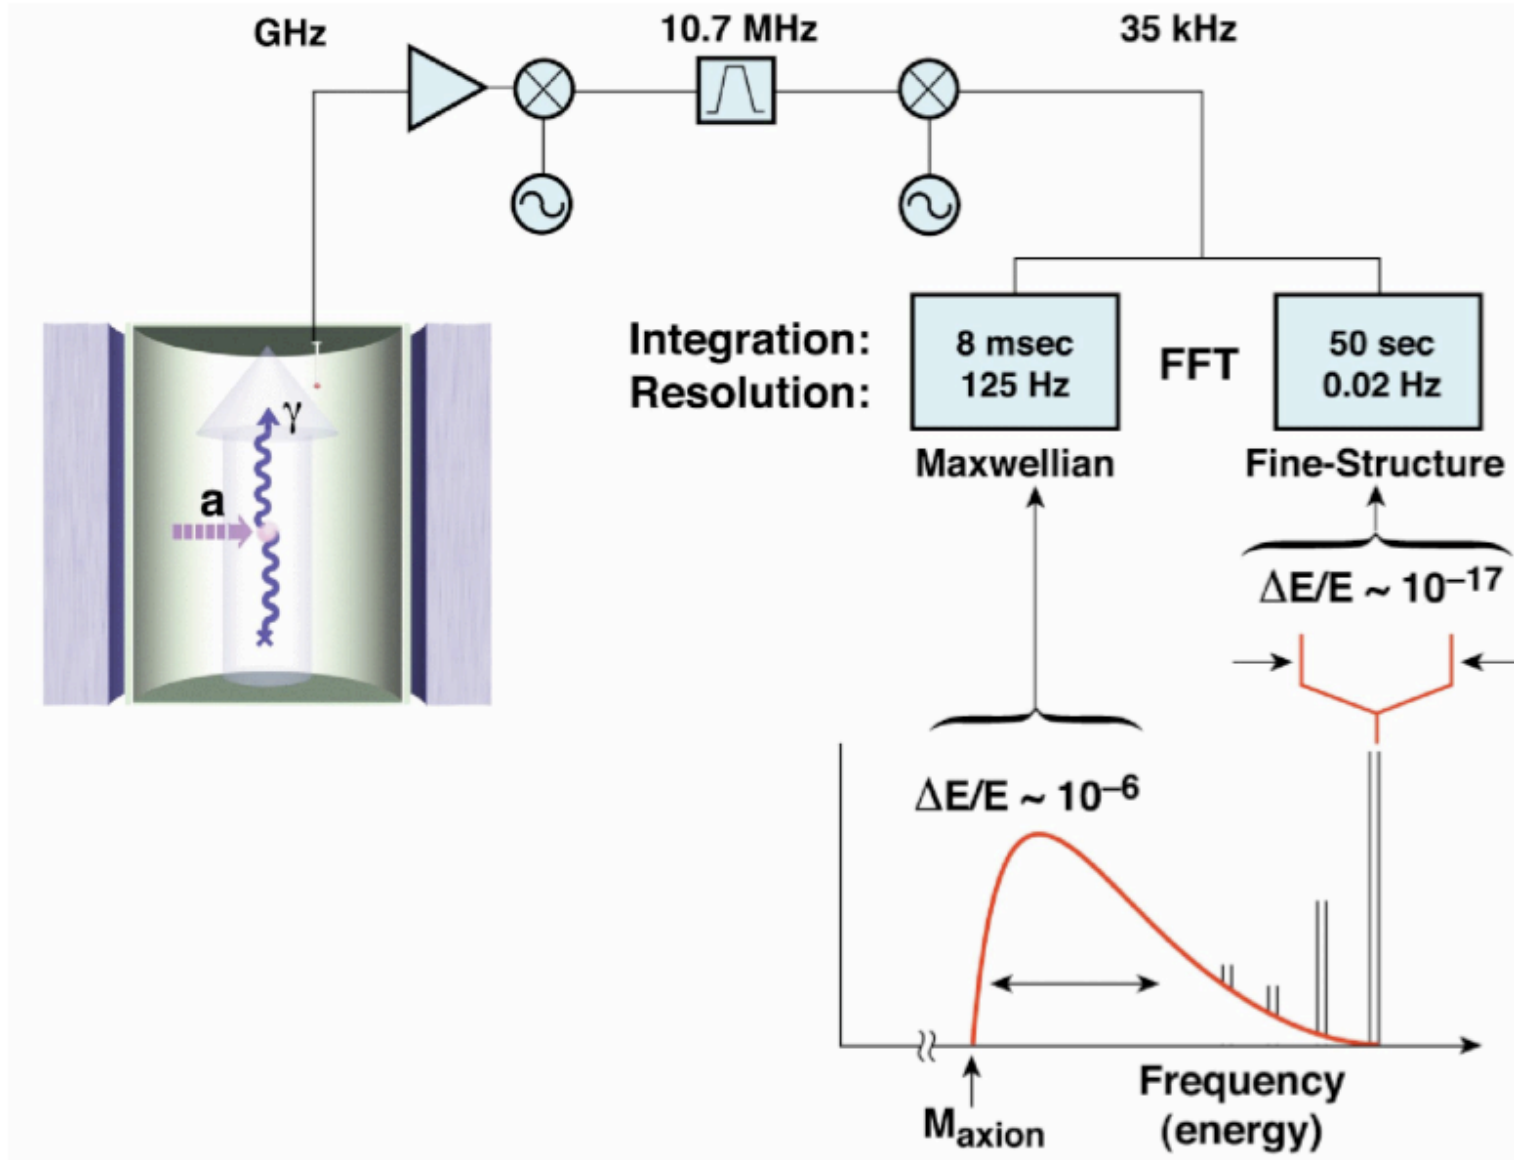 GHz
10.7 MHz
35 kHz
γ
a
Integration:
Resolution:
8 msec
125 Hz
FFT
50 sec
0.02 Hz
Maxwellian
Fine-Structure
ΔE/E ~ 10⁻¹⁷
ΔE/E ~ 10⁻⁶
Frequency
(energy)
Mₐₓᵢₒₙ